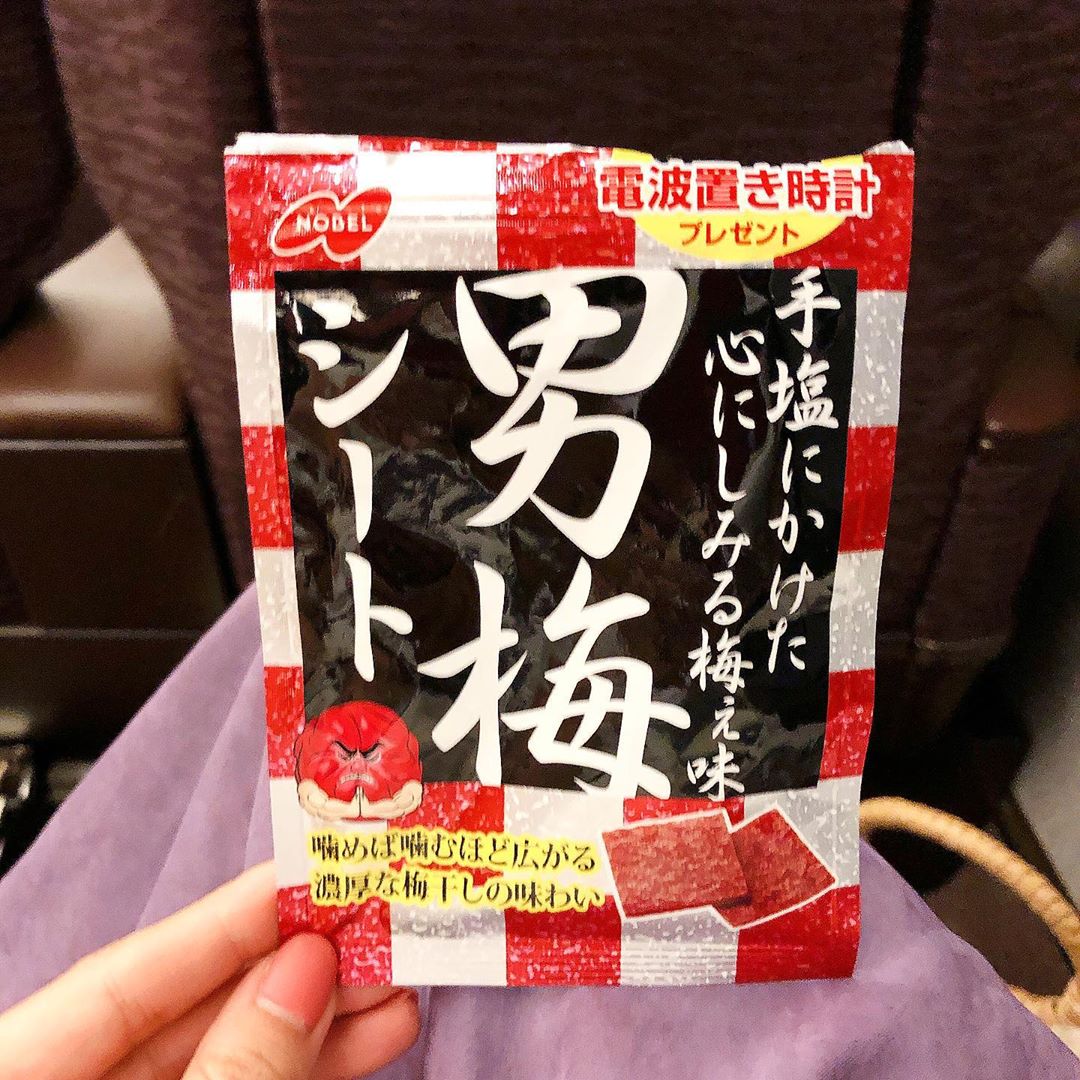 NOBEL
電波置き時計
プレゼント
手塩にかけた
心にしみる梅ぇ味
男梅
シート
噛めば噛むほど広がる
濃厚な梅干しの味わい